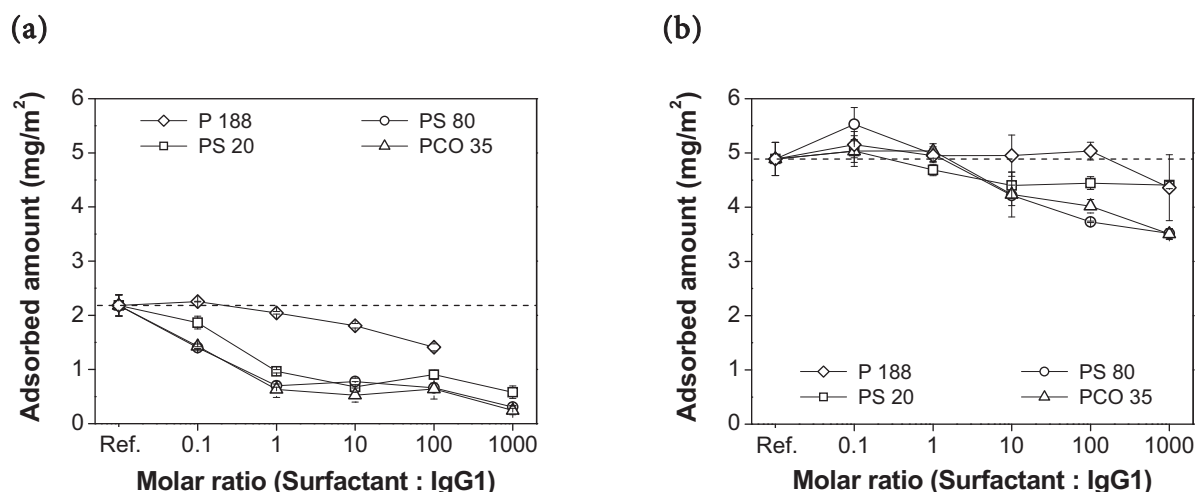 (a)
Adsorbed amount (mg/m²)
6
5
4
3
2
1
0
P 188
PS 80
PS 20
PCO 35
Ref.
0.1
1
10
100
1000
Molar ratio (Surfactant : IgG1)
(b)
Adsorbed amount (mg/m²)
6
5
4
3
2
1
0
P 188
PS 80
PS 20
PCO 35
Ref.
0.1
1
10
100
1000
Molar ratio (Surfactant : IgG1)